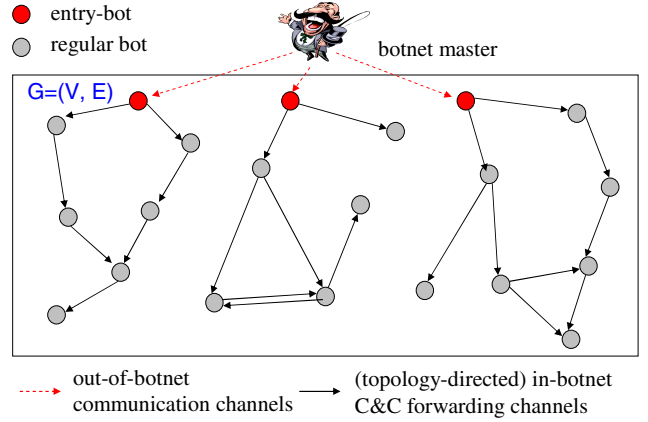 entry-bot
regular bot
botnet master
G=(V, E)
out-of-botnet
communication channels
(topology-directed) in-botnet
C&C forwarding channels